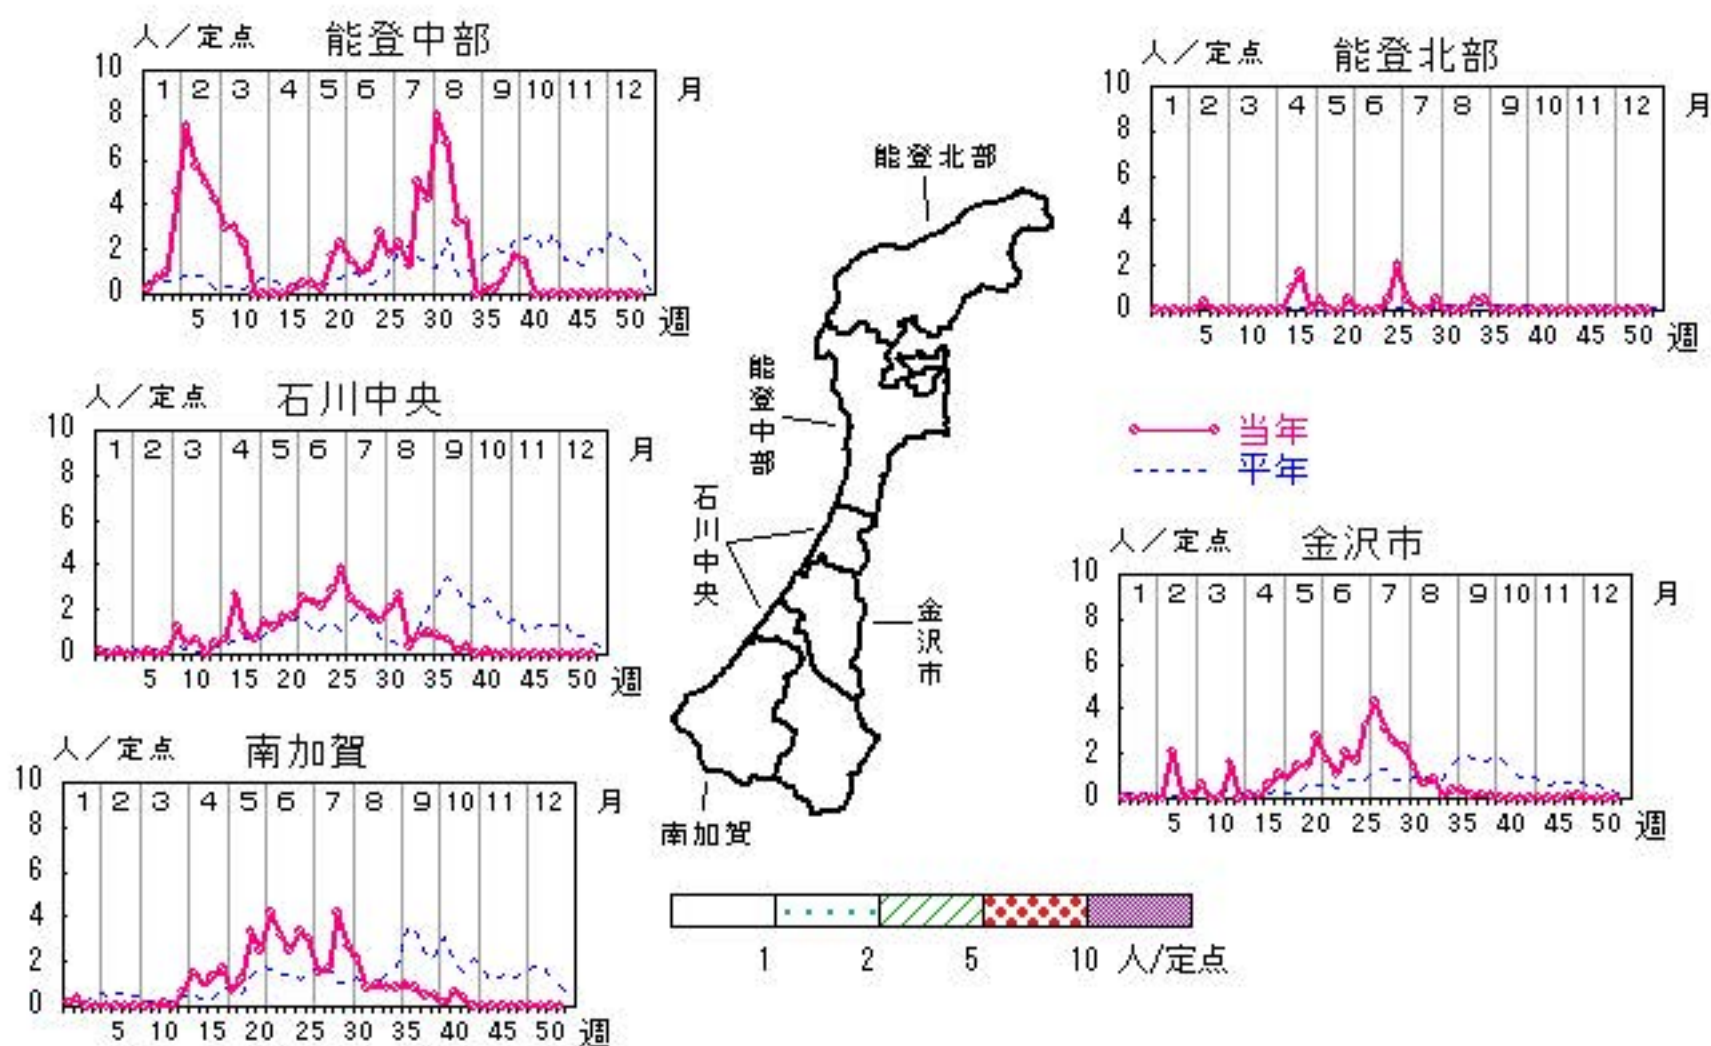 人／定点 能登中部
10 8 6 4 2 0
1 2 3 4 5 6 7 8 9 10 11 12 月
5 10 15 20 25 30 35 40 45 50 週
人／定点 能登北部
10 8 6 4 2 0
1 2 3 4 5 6 7 8 9 10 11 12 月
5 10 15 20 25 30 35 40 45 50 週
能登北部
能登中部
石川中央
金沢市
南加賀
人／定点 石川中央
10 8 6 4 2 0
1 2 3 4 5 6 7 8 9 10 11 12 月
5 10 15 20 25 30 35 40 45 50 週
当年
平年
人／定点 金沢市
10 8 6 4 2 0
1 2 3 4 5 6 7 8 9 10 11 12 月
5 10 15 20 25 30 35 40 45 50 週
人／定点 南加賀
10 8 6 4 2 0
1 2 3 4 5 6 7 8 9 10 11 12 月
5 10 15 20 25 30 35 40 45 50 週
1 2 5 10 人/定点